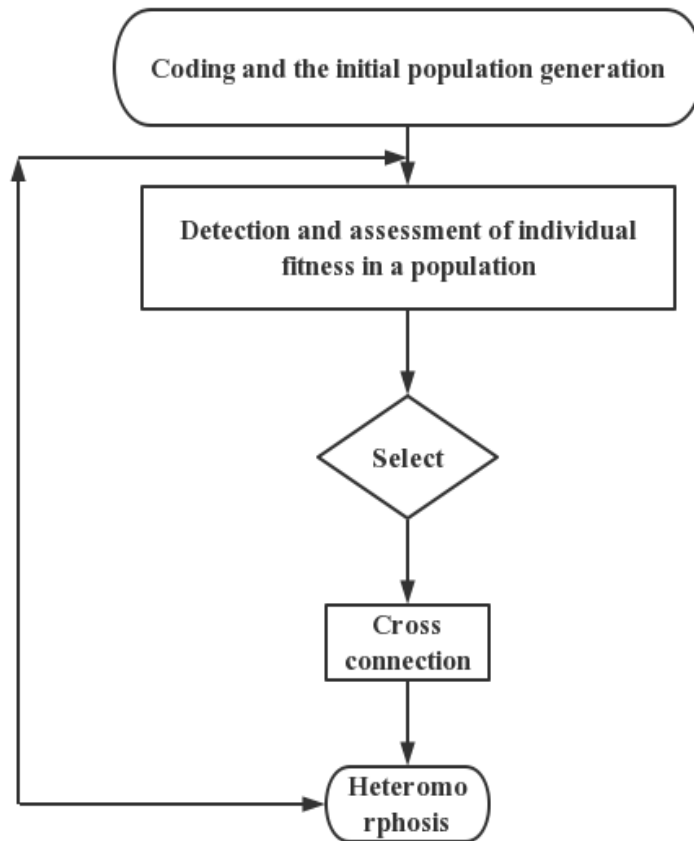 Coding and the initial population generation
Detection and assessment of individual
fitness in a population
Select
Cross
connection
Heteromo
rphosis